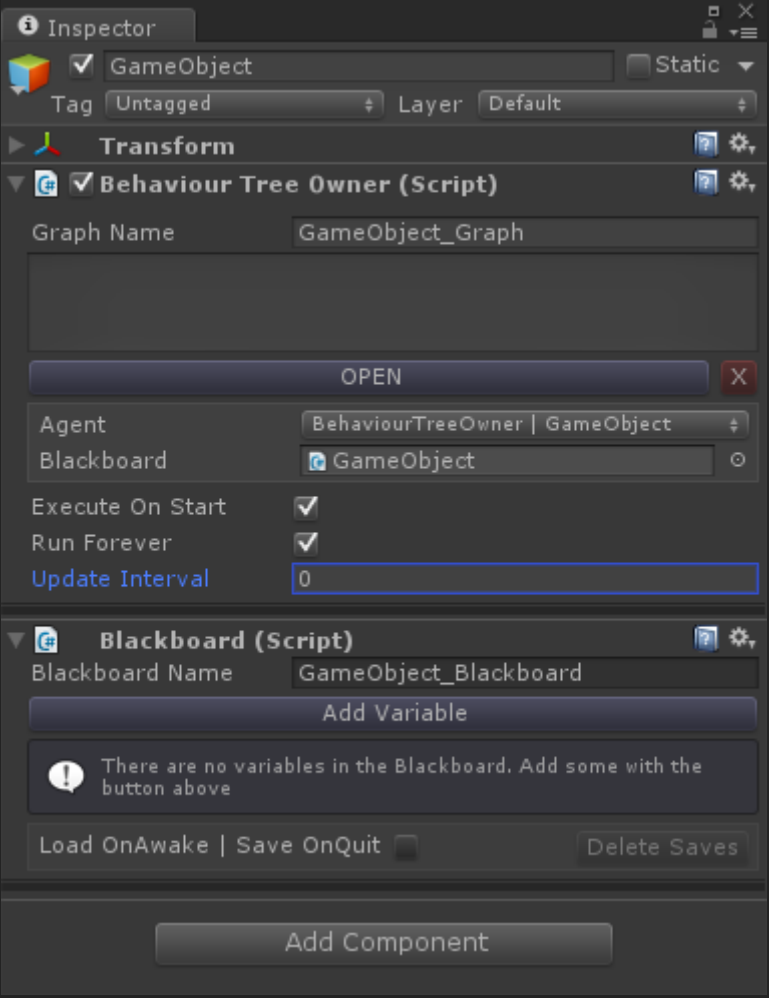 Inspector
GameObject Static
Tag Untagged Layer Default
Transform
Behaviour Tree Owner (Script)
Graph Name GameObject_Graph
OPEN X
Agent BehaviourTreeOwner | GameObject
Blackboard GameObject
Execute On Start
Run Forever
Update Interval 0
Blackboard (Script)
Blackboard Name GameObject_Blackboard
Add Variable
There are no variables in the Blackboard. Add some with the
button above
Load OnAwake | Save OnQuit Delete Saves
Add Component